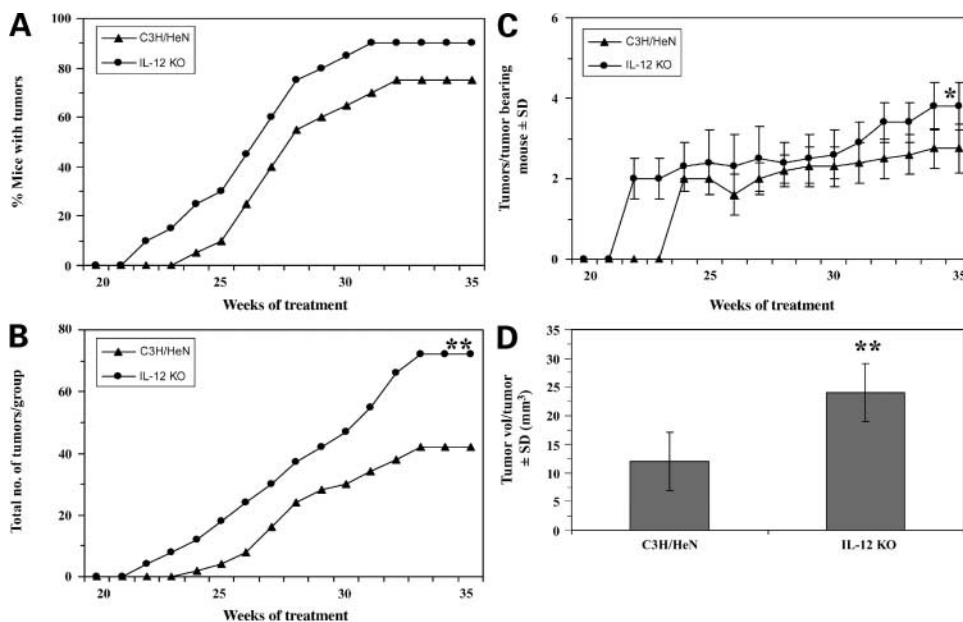 A
% Mice with tumors
100
80
60
40
20
0
C3H/HeN
IL-12 KO
20 25 30 35
Weeks of treatment
B
Total no. of tumors/group
80
60
40
20
0
C3H/HeN
IL-12 KO
**
20 25 30 35
Weeks of treatment
C
Tumors/tumor bearing
mouse ± SD
6
4
2
0
C3H/HeN
IL-12 KO
*
20 25 30 35
Weeks of treatment
D
Tumor vol/tumor
± SD (mm³)
35
30
25
20
15
10
5
0
**
C3H/HeN IL-12 KO